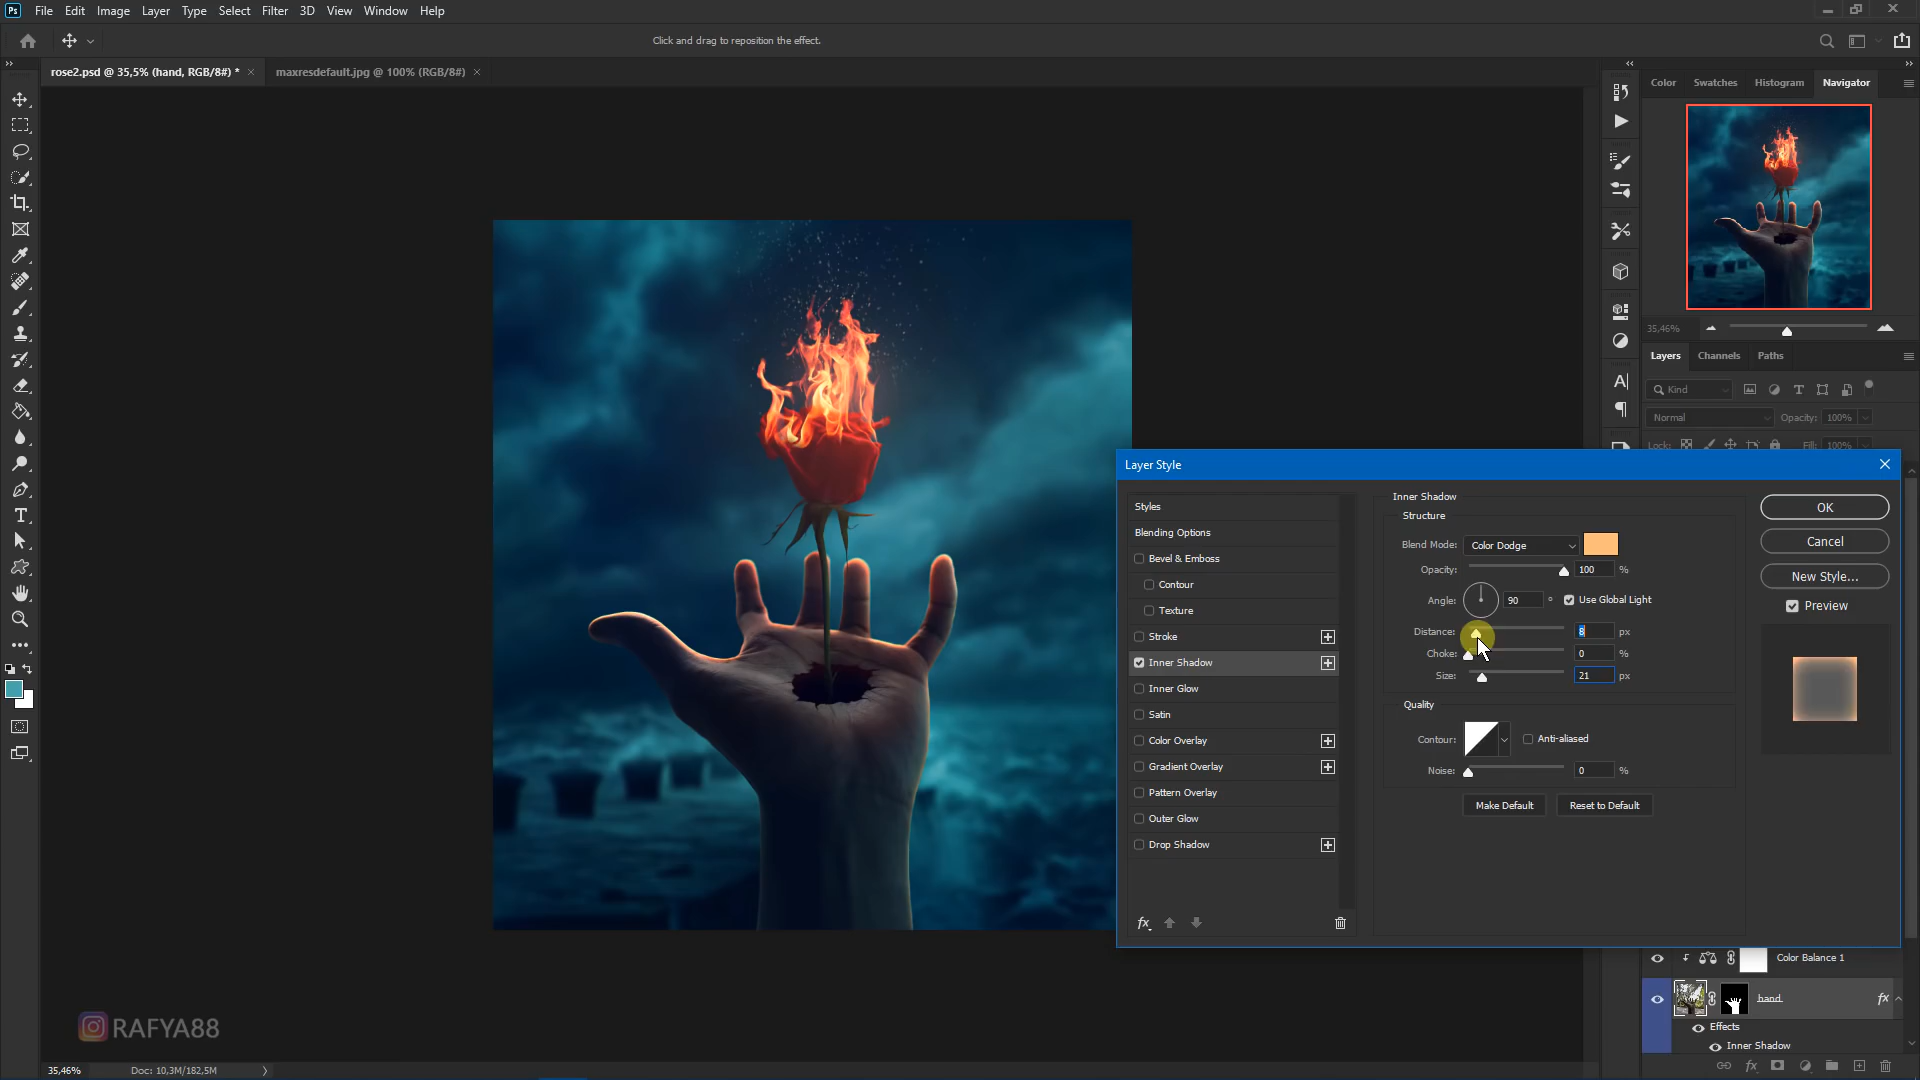 Ps File Edit Image Layer Type Select Filter 3D View Window Help
Click and drag to reposition the effect.
rose2.psd @ 35,5% (hand, RGB/8#) * ×
maxresdefault.jpg @ 100% (RGB/8#) ×
Color Swatches Histogram Navigator
35,46%
Layers Channels Paths
Kind
Normal Opacity: 100%
Lock: Fill: 100%
Layer Style
Styles
Blending Options
Bevel & Emboss
Contour
Texture
Stroke
Inner Shadow
Inner Glow
Satin
Color Overlay
Gradient Overlay
Pattern Overlay
Outer Glow
Drop Shadow
fx
Inner Shadow
Structure
Blend Mode: Color Dodge
Opacity: 100 %
Angle: 90 ° Use Global Light
Distance: 8 px
Choke: 0 %
Size: 21 px
Quality
Contour: Anti-aliased
Noise: 0 %
Make Default Reset to Default
OK
Cancel
New Style...
Preview
Color Balance 1
hand fx
Effects
Inner Shadow
fx
RAFYA88
35,46% Doc: 10,3M/182,5M